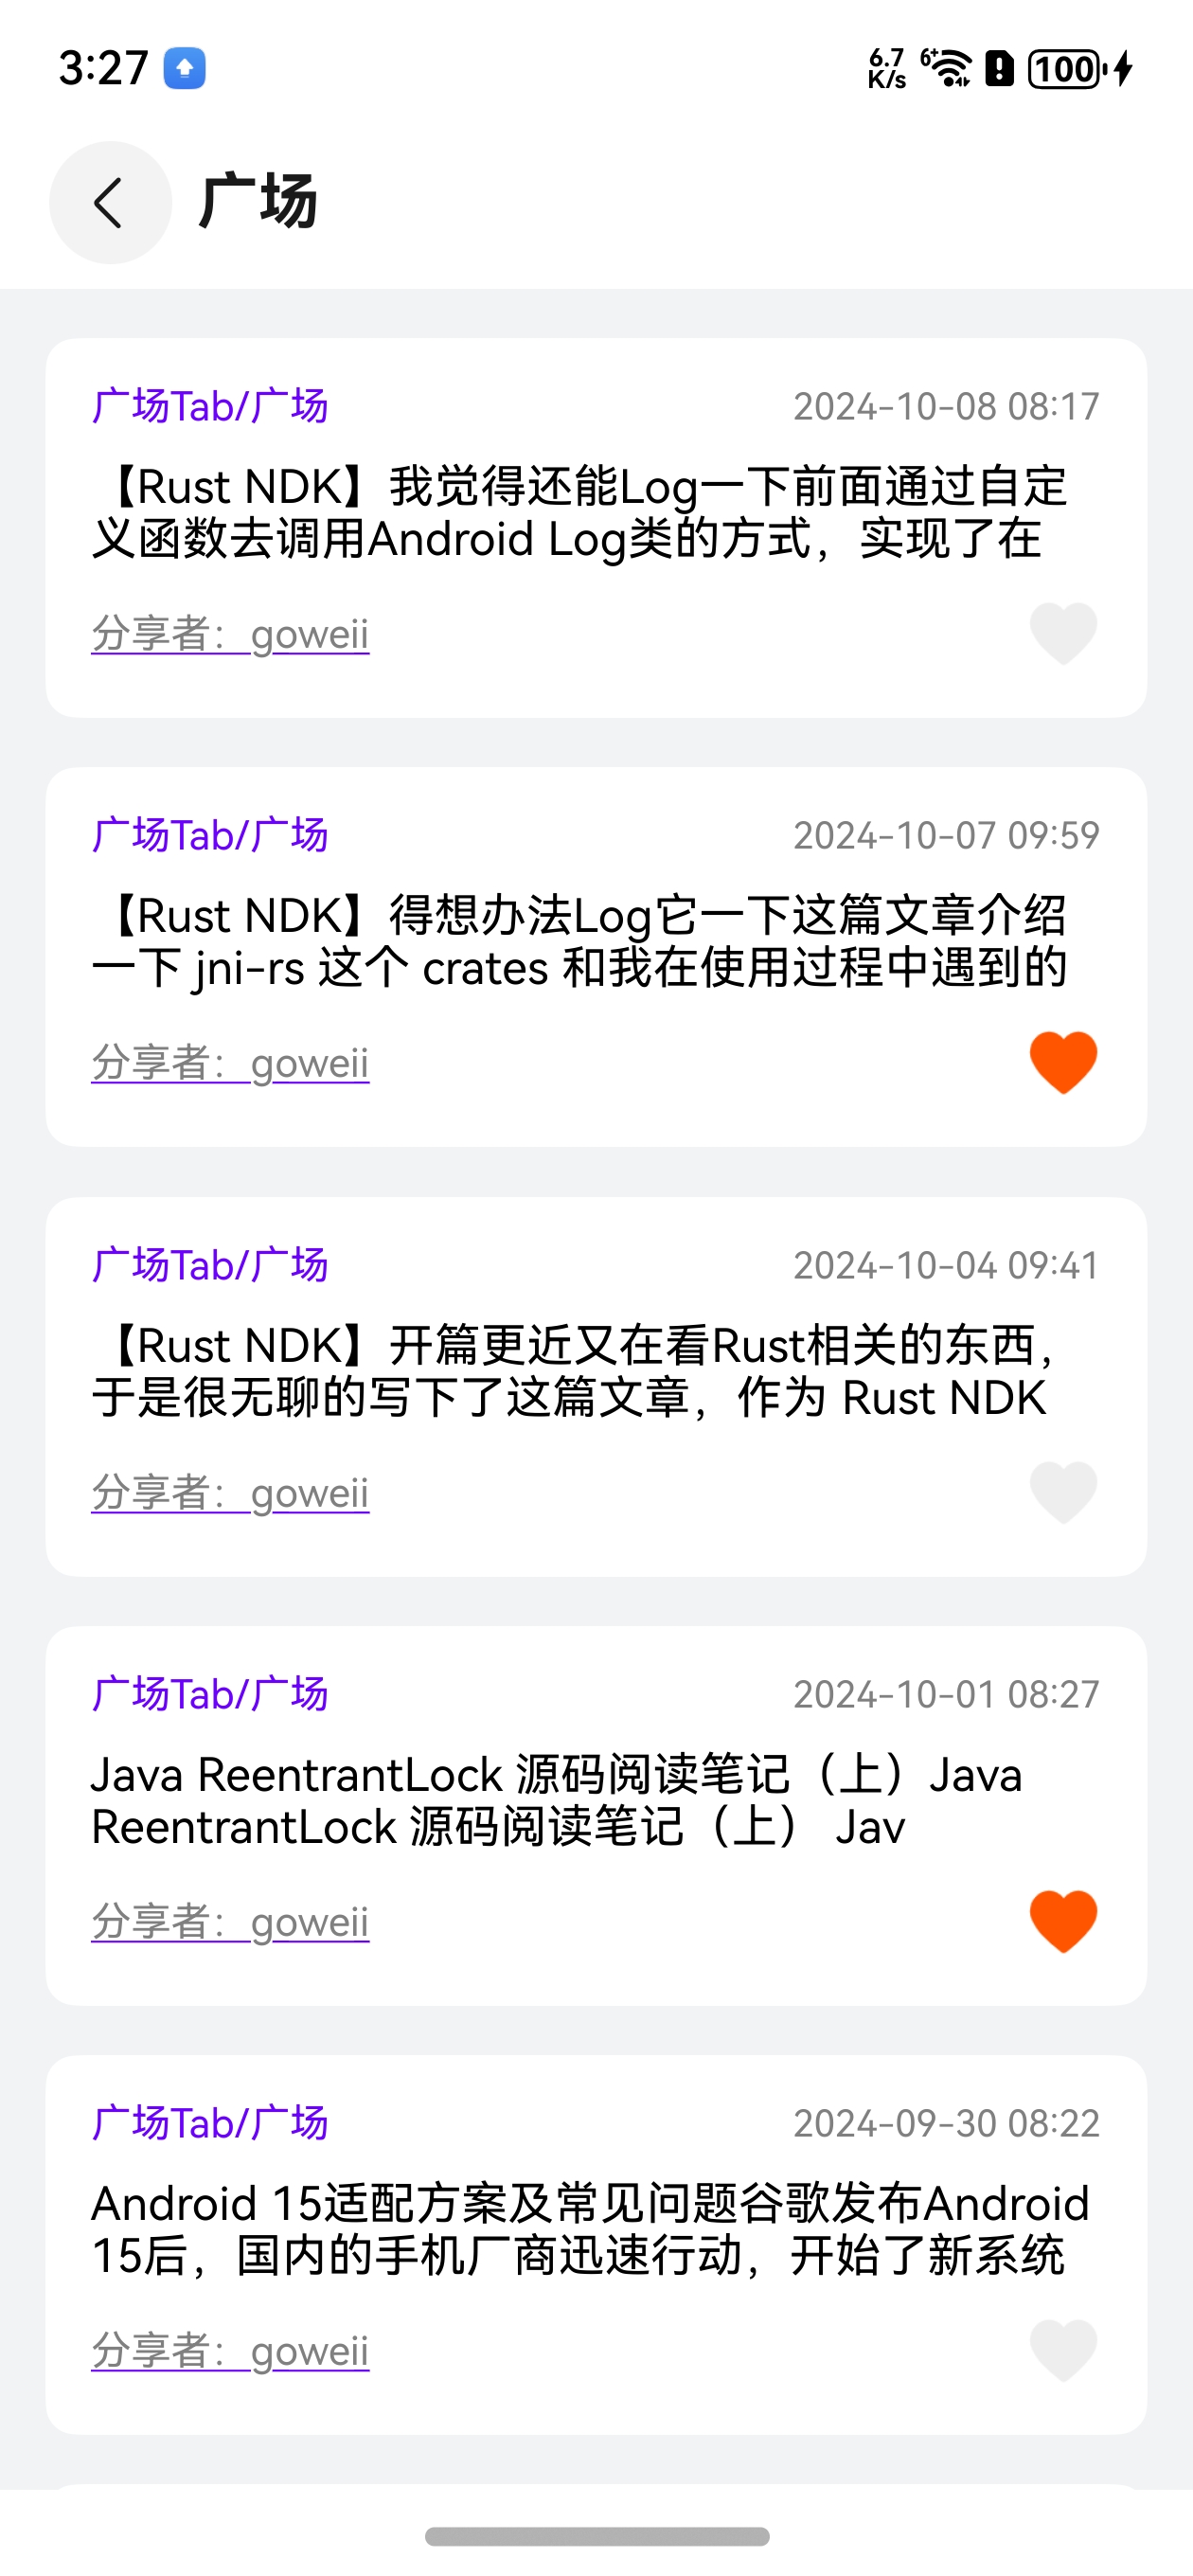 3:27
6.7
K/s
6+
100
广场
广场Tab/广场
2024-10-08 08:17
【Rust NDK】我觉得还能Log一下前面通过自定
义函数去调用Android Log类的方式，实现了在
分享者：goweii
广场Tab/广场
2024-10-07 09:59
【Rust NDK】得想办法Log它一下这篇文章介绍
一下 jni-rs 这个 crates 和我在使用过程中遇到的
分享者：goweii
广场Tab/广场
2024-10-04 09:41
【Rust NDK】开篇更近又在看Rust相关的东西，
于是很无聊的写下了这篇文章，作为 Rust NDK
分享者：goweii
广场Tab/广场
2024-10-01 08:27
Java ReentrantLock 源码阅读笔记（上）Java
ReentrantLock 源码阅读笔记（上） Jav
分享者：goweii
广场Tab/广场
2024-09-30 08:22
Android 15适配方案及常见问题谷歌发布Android
15后，国内的手机厂商迅速行动，开始了新系统
分享者：goweii